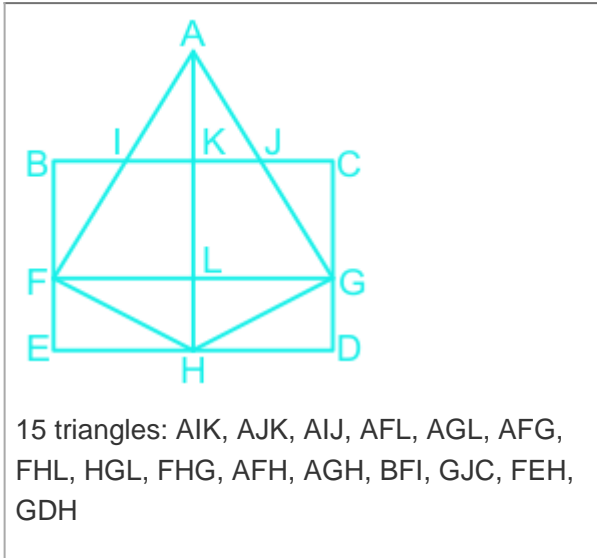 A
B I K J C
F L G
E H D
15 triangles: AIK, AJK, AIJ, AFL, AGL, AFG,
FHL, HGL, FHG, AFH, AGH, BFI, GJC, FEH,
GDH